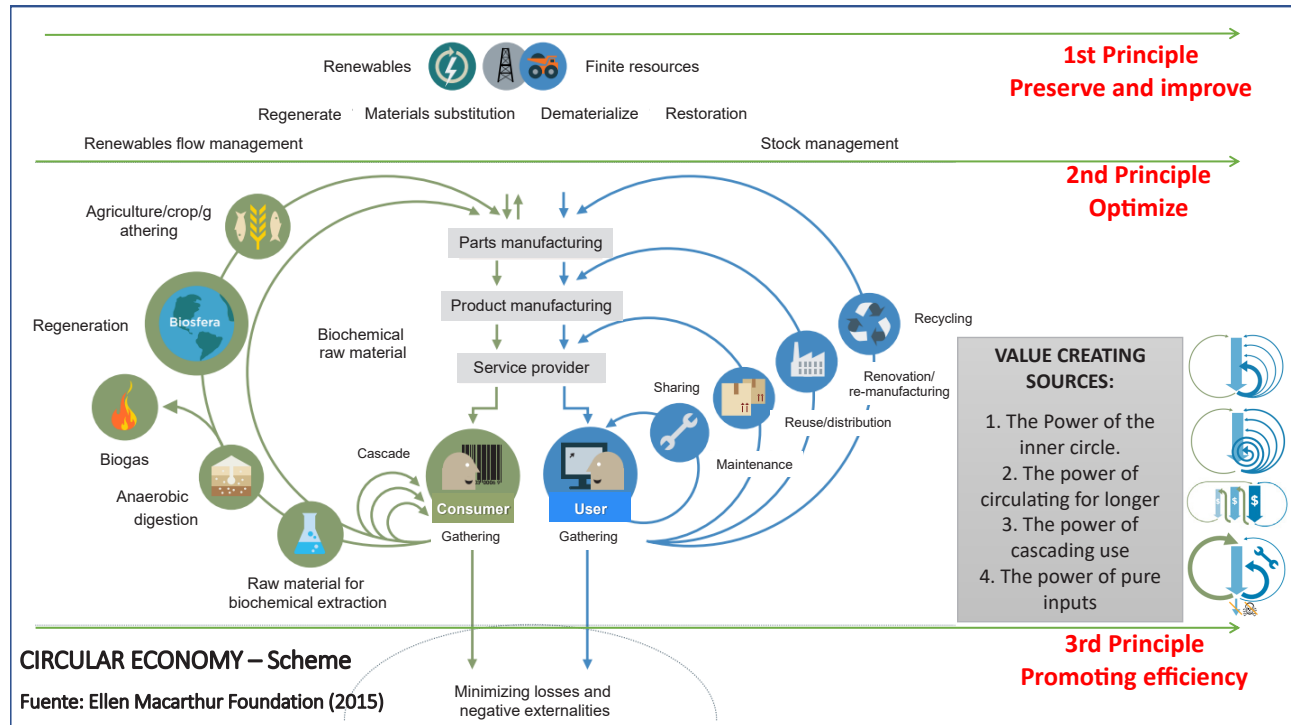 1st Principle
Preserve and improve
Renewables
Finite resources
Regenerate
Materials substitution
Dematerialize
Restoration
Renewables flow management
Stock management
2nd Principle
Optimize
Agriculture/crop/g
athering
Parts manufacturing
Regeneration
Biosfera
Product manufacturing
Recycling
Biochemical
raw material
Service provider
Sharing
Renovation/
re-manufacturing
Reuse/distribution
Biogas
Cascade
Maintenance
Anaerobic
digestion
Consumer
User
Gathering
Gathering
Raw material for
biochemical extraction
VALUE CREATING
SOURCES:
1. The Power of the
inner circle.
2. The power of
circulating for longer
3. The power of
cascading use
4. The power of pure
inputs
$ $ $
3rd Principle
Promoting efficiency
CIRCULAR ECONOMY – Scheme
Fuente: Ellen Macarthur Foundation (2015)
Minimizing losses and
negative externalities